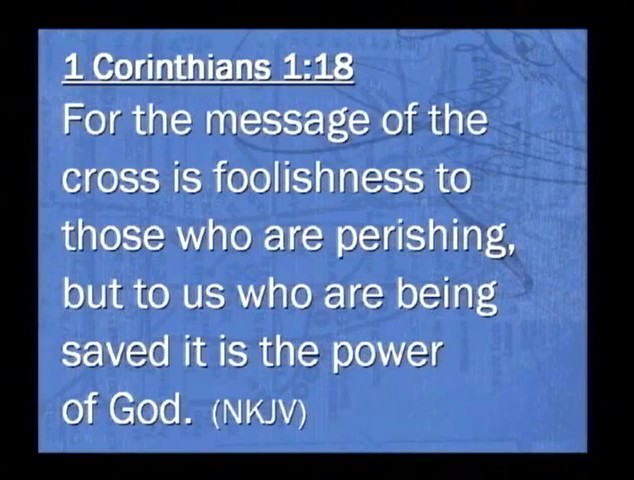 1 Corinthians 1:18
For the message of the
cross is foolishness to
those who are perishing,
but to us who are being
saved it is the power
of God. (NKJV)